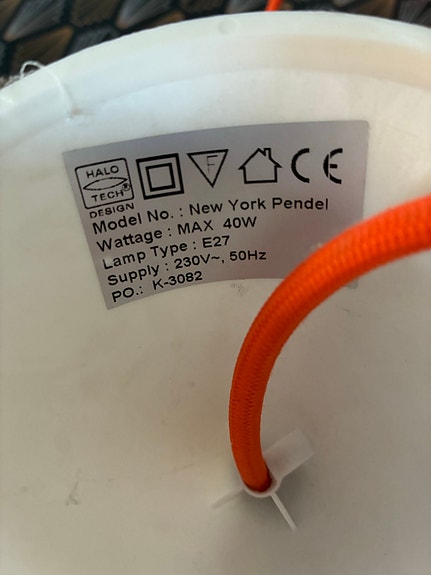 HALO
TECH®
DESIGN
F
CE
Model No. : New York Pendel
Wattage : MAX 40W
Lamp Type : E27
Supply : 230V~, 50Hz
PO.: K-3082